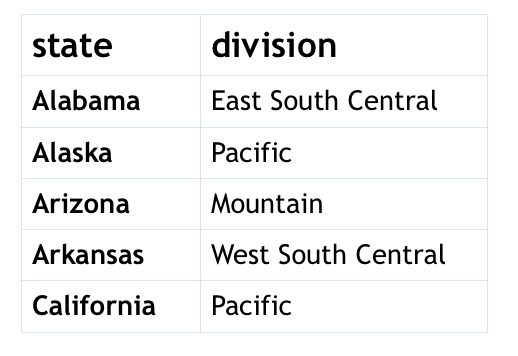 state division
Alabama East South Central
Alaska Pacific
Arizona Mountain
Arkansas West South Central
California Pacific